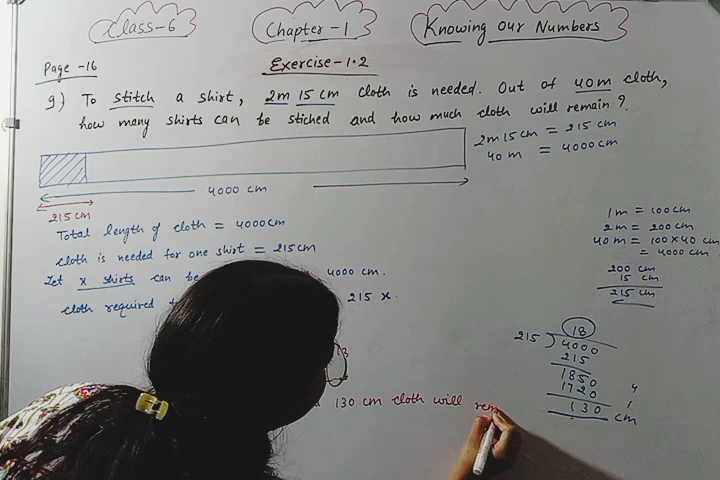 Class-6 Chapter-1 Knowing Our Numbers
Page-16 Exercise-1.2
9) To stitch a shirt, 2m 15 cm cloth is needed. Out of 40m cloth,
how many shirts can be stiched and how much cloth will remain?
2m15cm = 215 cm
40 m = 4000 cm
4000 cm
215 cm
Total length of cloth = 4000 cm
cloth is needed for one shirt = 215 cm
Let x shirts can be 4000 cm.
cloth required 215 x.
130 cm cloth will rem
1m = 100 cm
2m = 200 cm
40 m = 100 x 40 cm
= 4000 cm
200 cm
15 cm
215 cm
18
215 ) 4000
215
1850
1720
130 cm